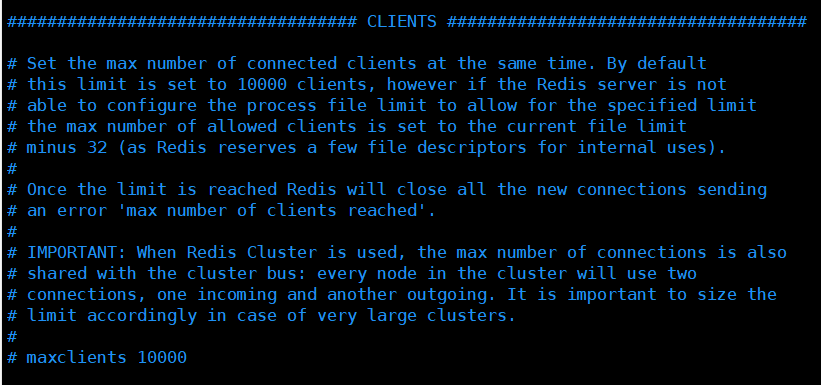 ################################### CLIENTS ####################################
# Set the max number of connected clients at the same time. By default
# this limit is set to 10000 clients, however if the Redis server is not
# able to configure the process file limit to allow for the specified limit
# the max number of allowed clients is set to the current file limit
# minus 32 (as Redis reserves a few file descriptors for internal uses).
#
# Once the limit is reached Redis will close all the new connections sending
# an error 'max number of clients reached'.
#
# IMPORTANT: When Redis Cluster is used, the max number of connections is also
# shared with the cluster bus: every node in the cluster will use two
# connections, one incoming and another outgoing. It is important to size the
# limit accordingly in case of very large clusters.
#
# maxclients 10000